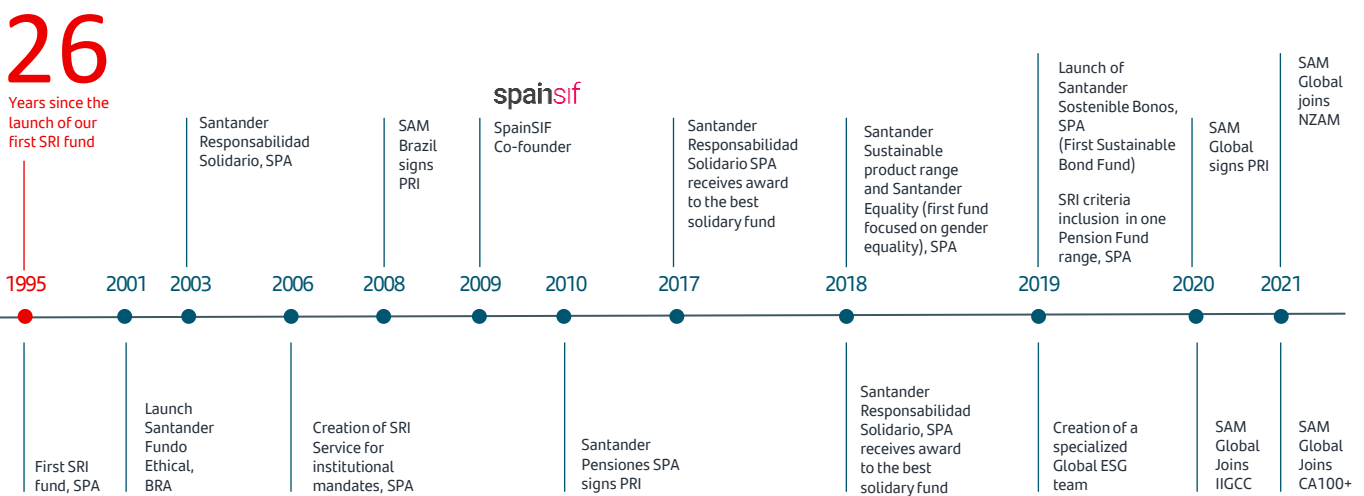 26
Years since the
launch of our
first SRI fund
Santander
Responsabilidad
Solidario, SPA
SAM
Brazil
signs
PRI
spainsif
SpainSIF
Co-founder
Santander
Responsabilidad
Solidario SPA
receives award
to the best
solidary fund
Santander
Sustainable
product range
and Santander
Equality (first fund
focused on gender
equality), SPA
Launch of
Santander
Sostenible Bonos,
SPA
(First Sustainable
Bond Fund)
SRI criteria
inclusion in one
Pension Fund
range, SPA
SAM
Global
signs PRI
SAM
Global
joins
NZAM
1995
2001
2003
2006
2008
2009
2010
2017
2018
2019
2020
2021
First SRI
fund, SPA
Launch
Santander
Fundo
Ethical,
BRA
Creation of SRI
Service for
institutional
mandates, SPA
Santander
Pensiones SPA
signs PRI
Santander
Responsabilidad
Solidario, SPA
receives award
to the best
solidary fund
Creation of a
specialized
Global ESG
team
SAM
Global
Joins
IIGCC
SAM
Global
Joins
CA100+